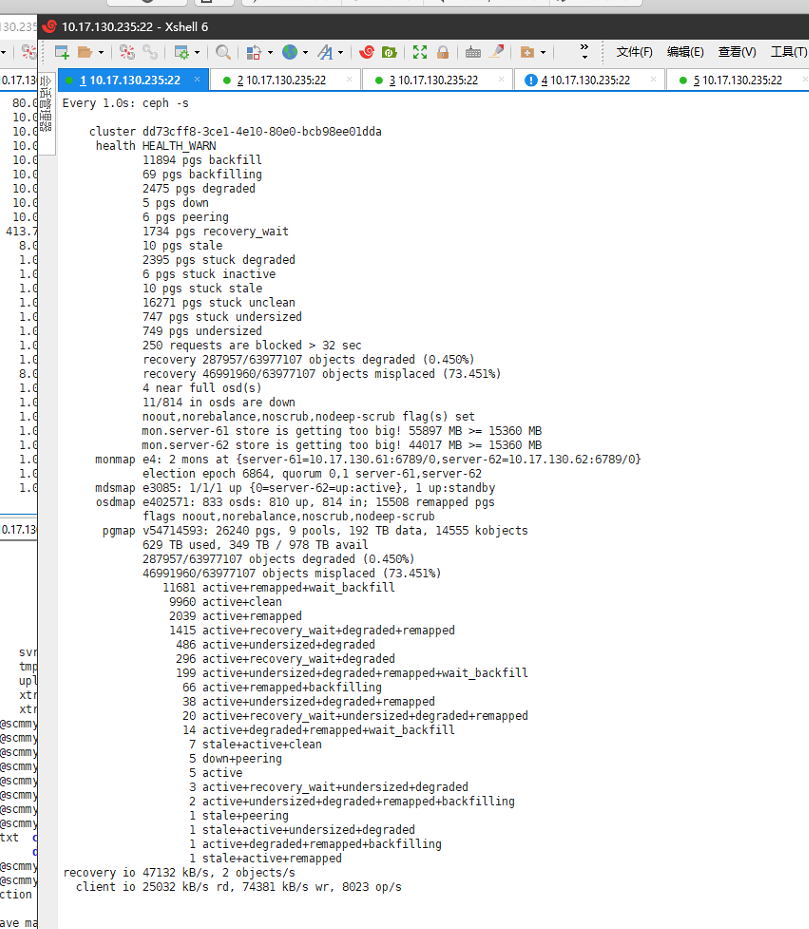 10.17.130.235:22 - Xshell 6
文件(F) 编辑(E) 查看(V) 工具(T)
1 10.17.130.235:22 × 2 10.17.130.235:22 × 3 10.17.130.235:22 × 4 10.17.130.235:22 × 5 10.17.130.235:22 ×
会话管理器
Every 1.0s: ceph -s
cluster dd73cff8-3ce1-4e10-80e0-bcb98ee01dda
health HEALTH_WARN
11894 pgs backfill
69 pgs backfilling
2475 pgs degraded
5 pgs down
6 pgs peering
1734 pgs recovery_wait
10 pgs stale
2395 pgs stuck degraded
6 pgs stuck inactive
10 pgs stuck stale
16271 pgs stuck unclean
747 pgs stuck undersized
749 pgs undersized
250 requests are blocked > 32 sec
recovery 287957/63977107 objects degraded (0.450%)
recovery 46991960/63977107 objects misplaced (73.451%)
4 near full osd(s)
11/814 in osds are down
noout,norebalance,noscrub,nodeep-scrub flag(s) set
mon.server-61 store is getting too big! 55897 MB >= 15360 MB
mon.server-62 store is getting too big! 44017 MB >= 15360 MB
monmap e4: 2 mons at {server-61=10.17.130.61:6789/0,server-62=10.17.130.62:6789/0}
election epoch 6864, quorum 0,1 server-61,server-62
mdsmap e3085: 1/1/1 up {0=server-62=up:active}, 1 up:standby
osdmap e402571: 833 osds: 810 up, 814 in; 15508 remapped pgs
flags noout,norebalance,noscrub,nodeep-scrub
pgmap v54714593: 26240 pgs, 9 pools, 192 TB data, 14555 kobjects
629 TB used, 349 TB / 978 TB avail
287957/63977107 objects degraded (0.450%)
46991960/63977107 objects misplaced (73.451%)
11681 active+remapped+wait_backfill
9960 active+clean
2039 active+remapped
1415 active+recovery_wait+degraded+remapped
486 active+undersized+degraded
296 active+recovery_wait+degraded
199 active+undersized+degraded+remapped+wait_backfill
66 active+remapped+backfilling
38 active+undersized+degraded+remapped
20 active+recovery_wait+undersized+degraded+remapped
14 active+degraded+remapped+wait_backfill
7 stale+active+clean
5 down+peering
5 active
3 active+recovery_wait+undersized+degraded
2 active+undersized+degraded+remapped+backfilling
1 stale+peering
1 stale+active+undersized+degraded
1 active+degraded+remapped+backfilling
1 stale+active+remapped
recovery io 47132 kB/s, 2 objects/s
client io 25032 kB/s rd, 74381 kB/s wr, 8023 op/s